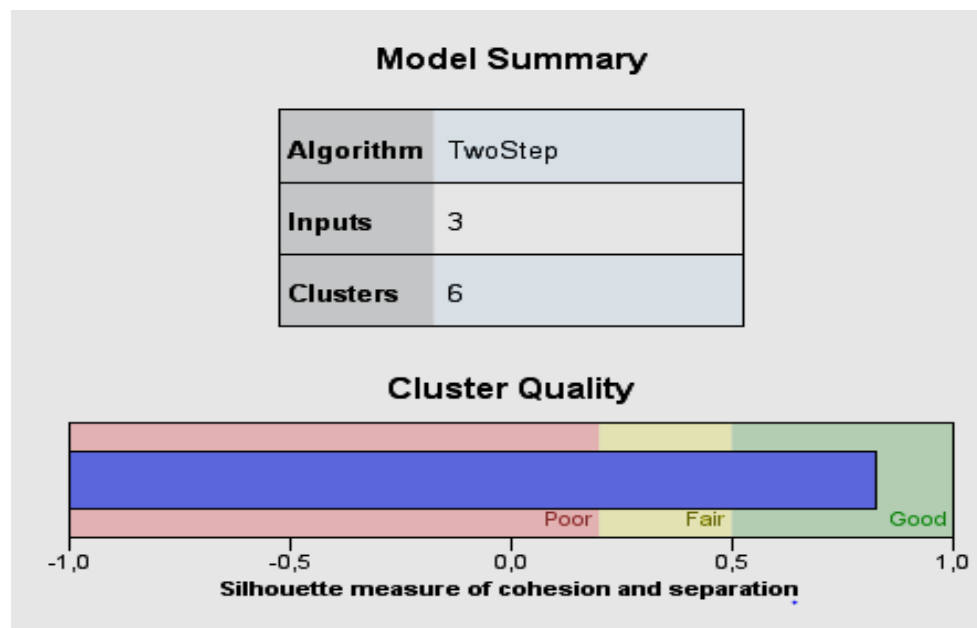 Model Summary
Algorithm TwoStep
Inputs 3
Clusters 6
Cluster Quality
Poor Fair Good
-1,0 -0,5 0,0 0,5 1,0
Silhouette measure of cohesion and separation